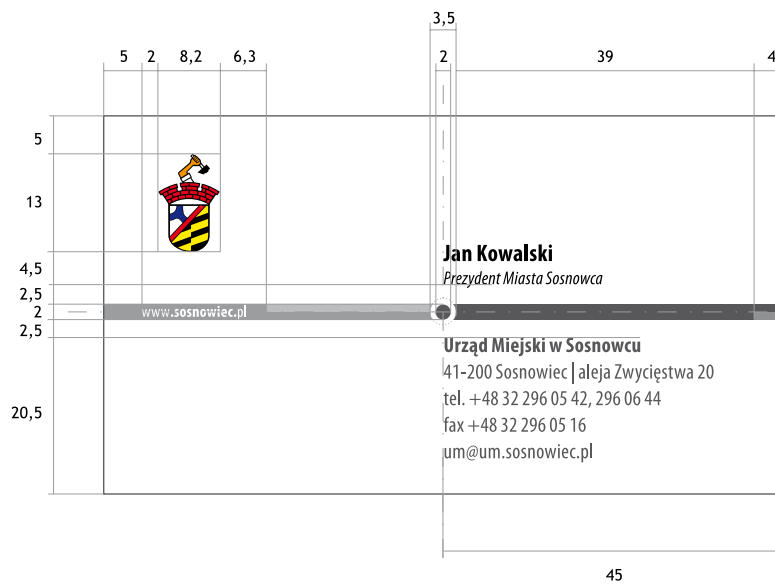 3,5
5 2 8,2 6,3 2 39 4
5
13
4,5
2,5
2
2,5
20,5
Jan Kowalski
Prezydent Miasta Sosnowca
www.sosnowiec.pl
Urząd Miejski w Sosnowcu
41-200 Sosnowiec | aleja Zwycięstwa 20
tel. +48 32 296 05 42, 296 06 44
fax +48 32 296 05 16
um@um.sosnowiec.pl
45